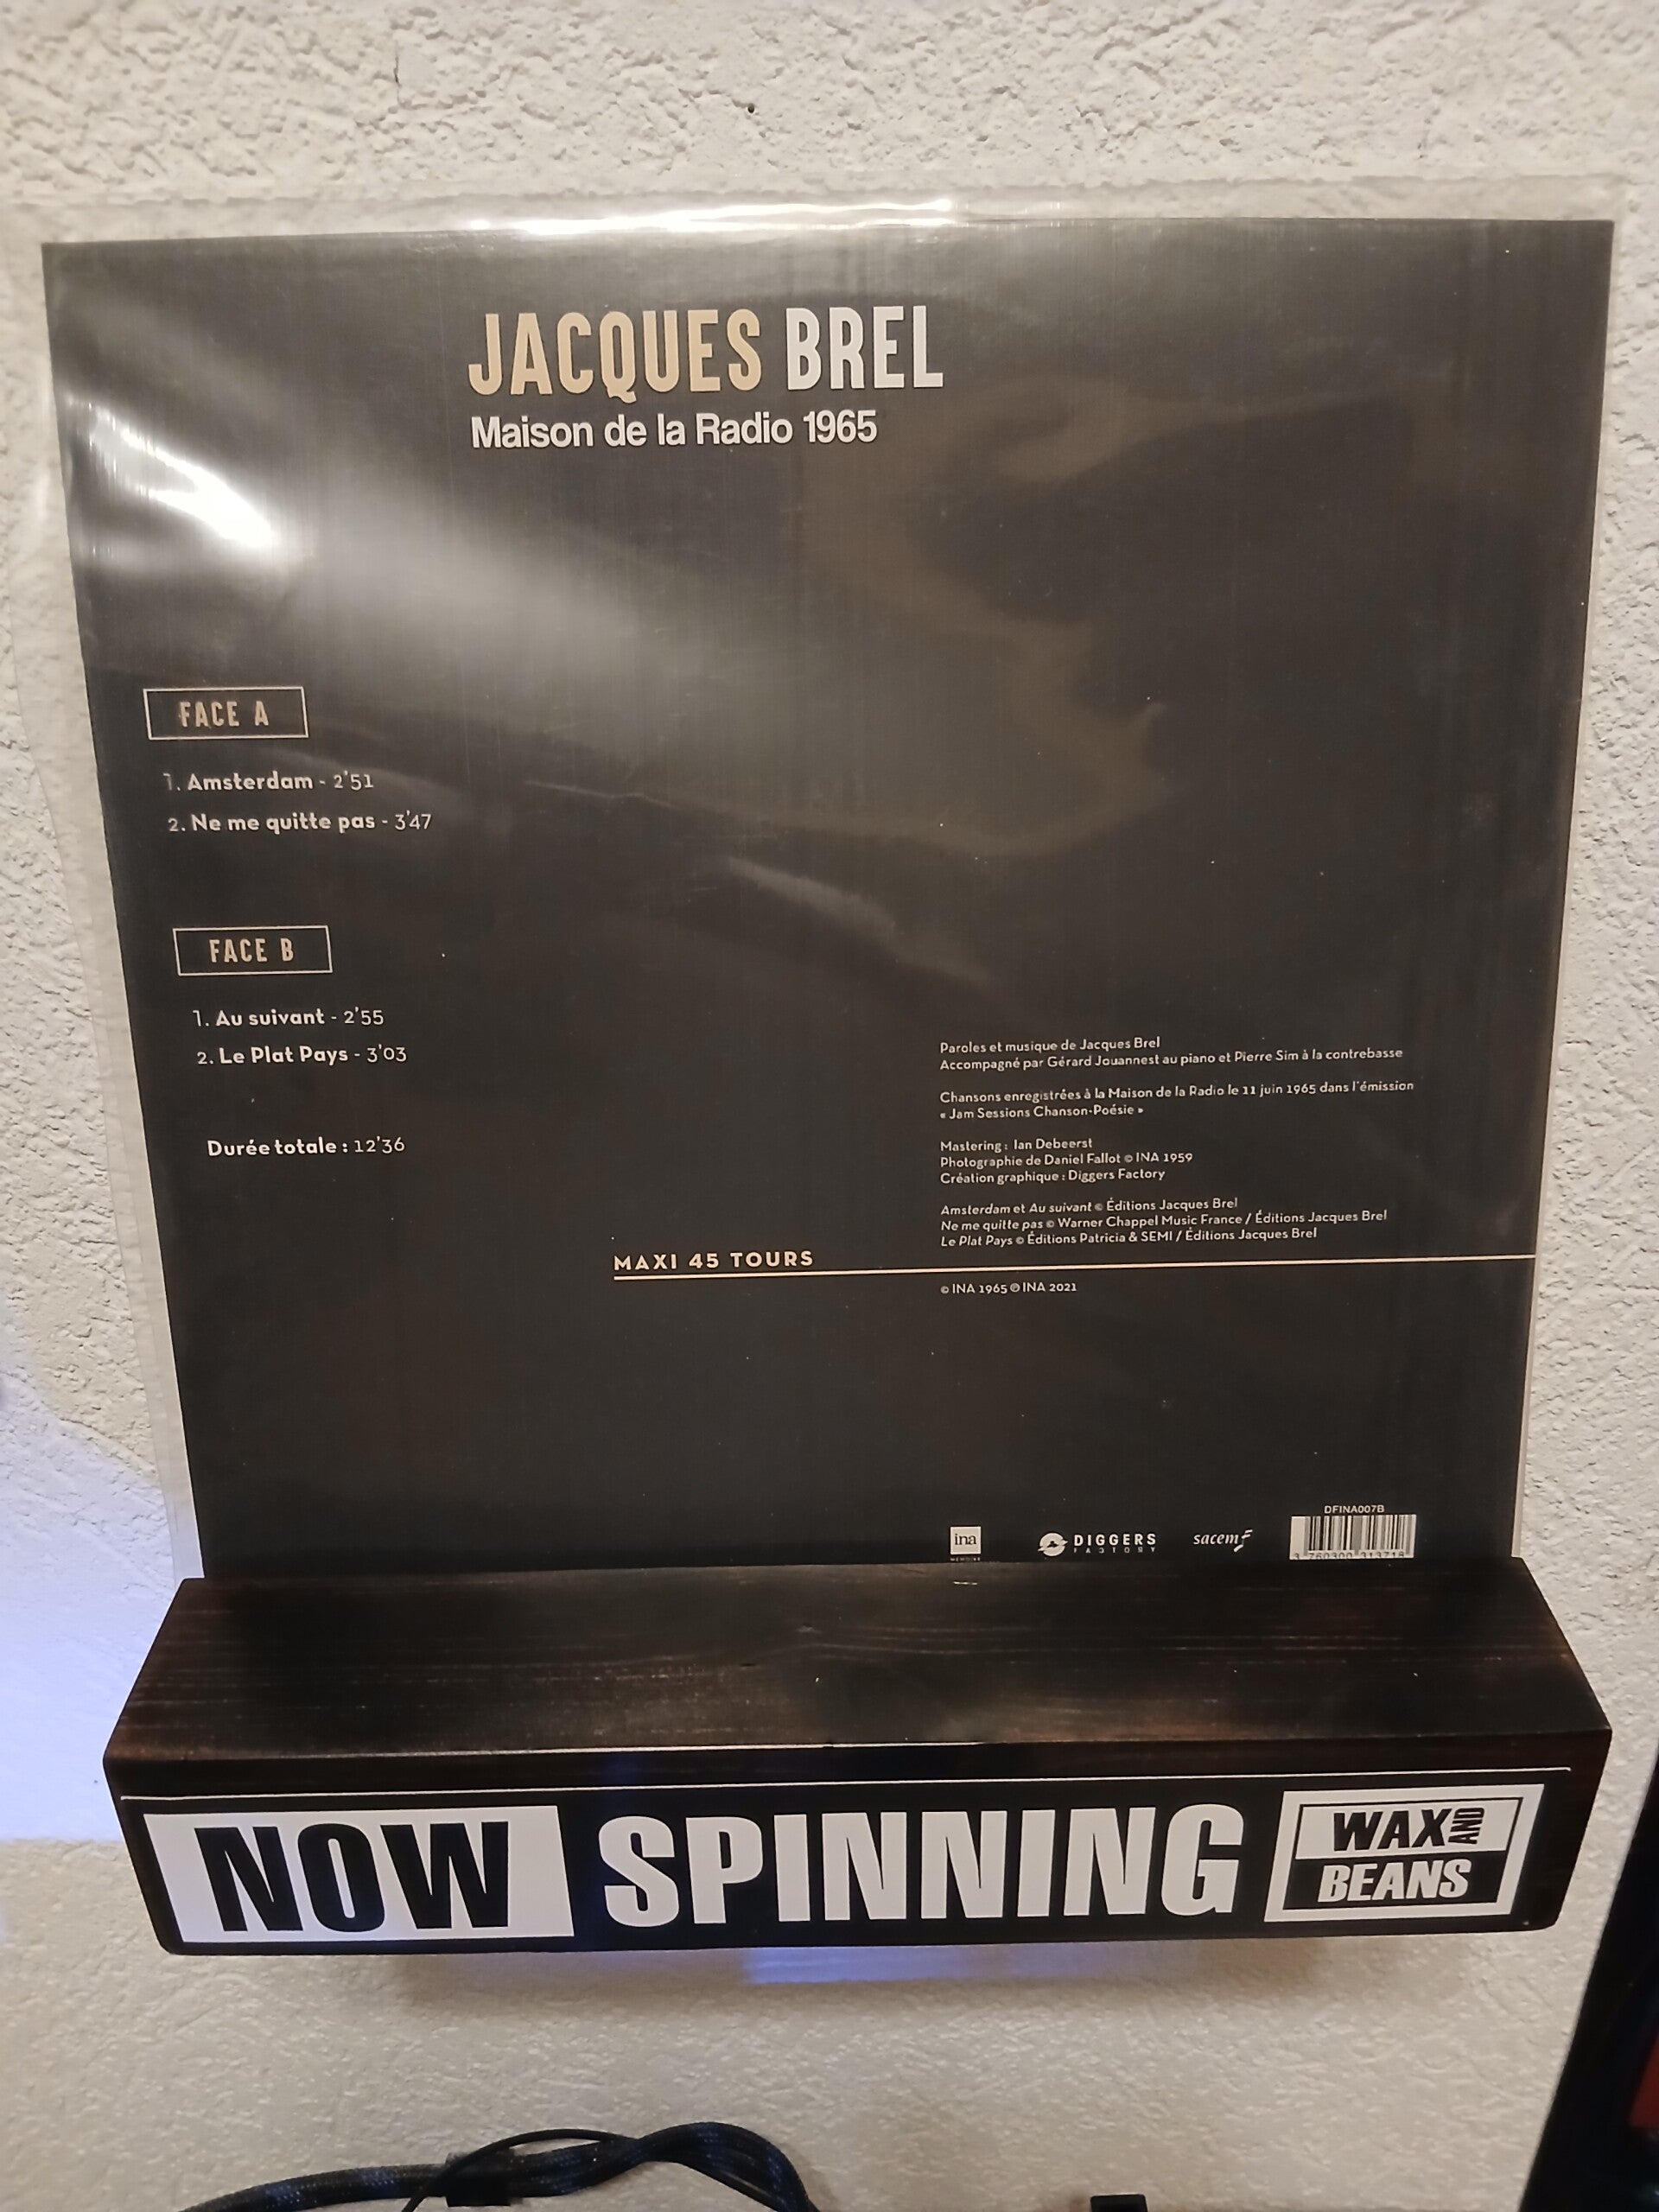 JACQUES BREL
Maison de la Radio 1965
FACE A
1. Amsterdam - 2'51
2. Ne me quitte pas - 3'47
FACE B
1. Au suivant - 2'55
2. Le Plat Pays - 3'03
Durée totale : 12'36
Paroles et musique de Jacques Brel
Accompagné par Gérard Jouannest au piano et Pierre Sim à la contrebasse
Chansons enregistrées à la Maison de la Radio le 11 juin 1965 dans l'émission
« Jam Sessions Chanson-Poésie »
Mastering : Ian Debeerst
Photographie de Daniel Fallot © INA 1959
Création graphique : Diggers Factory
Amsterdam et Au suivant © Éditions Jacques Brel
Ne me quitte pas © Warner Chappel Music France / Éditions Jacques Brel
Le Plat Pays © Éditions Patricia & SEMI / Éditions Jacques Brel
MAXI 45 TOURS
© INA 1965 ℗ INA 2021
ina
DIGGERS
FACTORY
sacem
DFINA007B
3 760300 313718
NOW SPINNING
WAX AND
BEANS